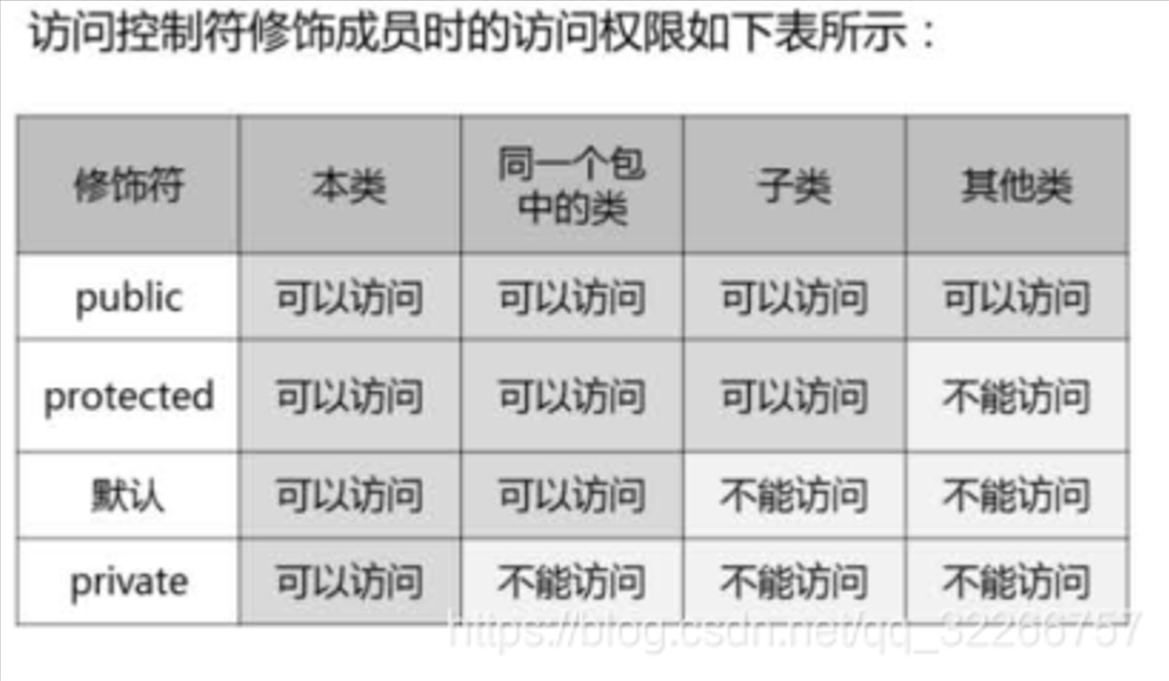 访问控制符修饰成员时的访问权限如下表所示：
修饰符 本类 同一个包中的类 子类 其他类
public 可以访问 可以访问 可以访问 可以访问
protected 可以访问 可以访问 可以访问 不能访问
默认 可以访问 可以访问 不能访问 不能访问
private 可以访问 不能访问 不能访问 不能访问
https://blog.csdn.net/qq_32266757